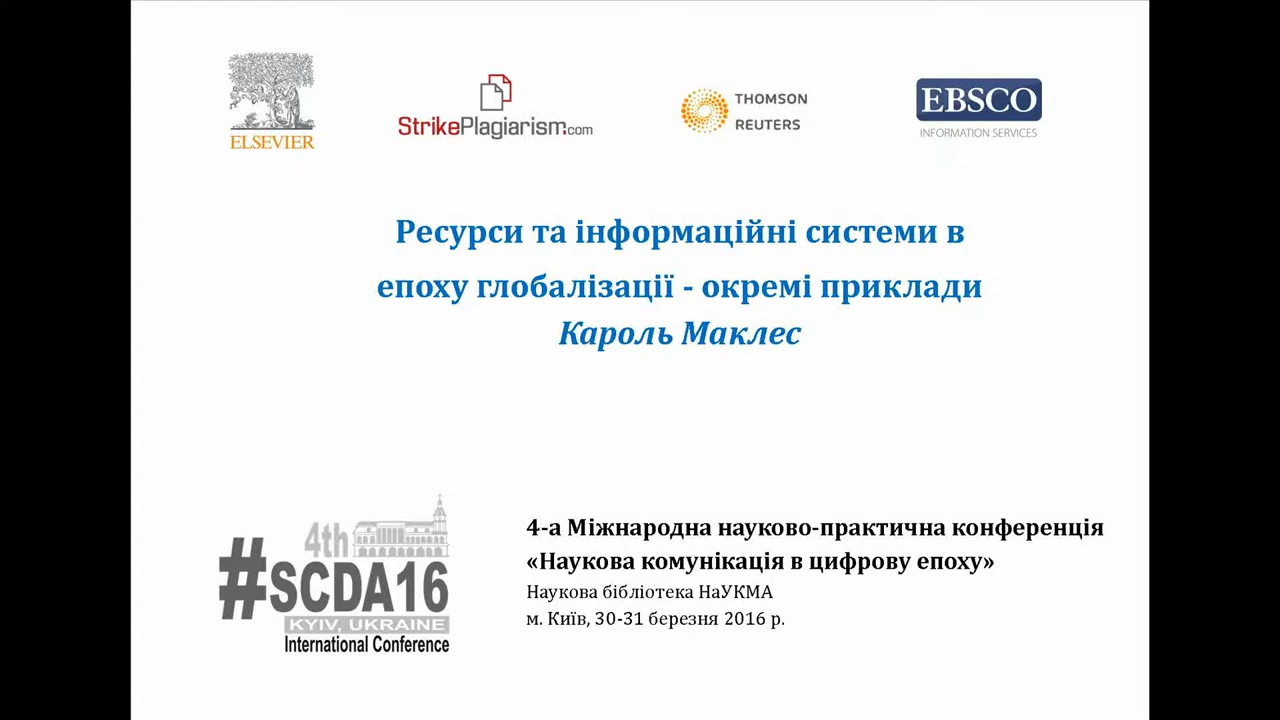 ELSEVIER
StrikePlagiarism.com
THOMSON
REUTERS
EBSCO
INFORMATION SERVICES
Ресурси та інформаційні системи в
епоху глобалізації - окремі приклади
Кароль Маклес
4th
#SCDA16
KYIV, UKRAINE
International Conference
4-а Міжнародна науково-практична конференція
«Наукова комунікація в цифрову епоху»
Наукова бібліотека НаУКМА
м. Київ, 30-31 березня 2016 р.